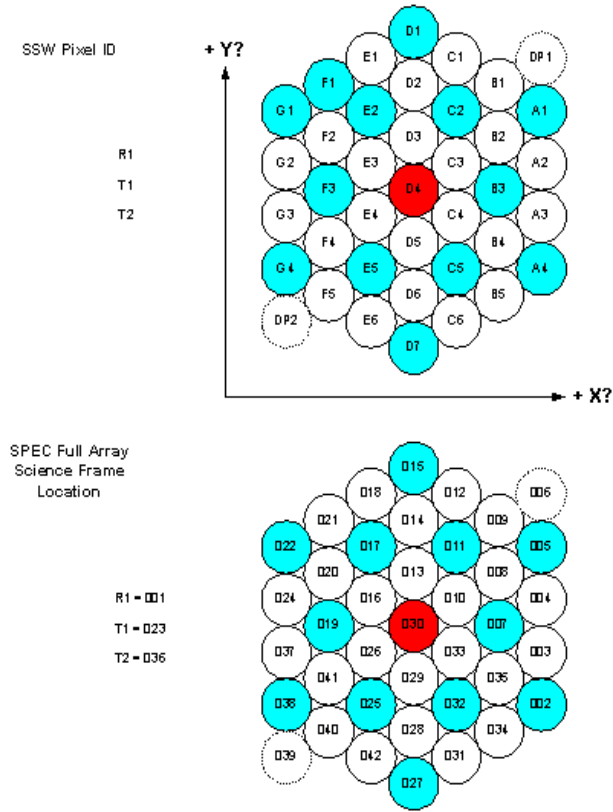 SSW Pixel ID
+ Y?
D1
E1
C1
DP1
F1
D2
B1
G1
E2
C2
A1
F2
D3
B2
R1
G2
E3
C3
A2
T1
F3
D4
B3
T2
G3
E4
C4
A3
F4
D5
B4
G4
E5
C5
A4
F5
D6
B5
DP2
E6
C6
D7
+ X?
SPEC Full Array
Science Frame
Location
015
018
012
006
021
014
009
022
017
011
005
020
013
008
R1 = 001
024
016
010
004
T1 = 023
019
030
007
T2 = 036
037
026
033
003
041
029
035
038
025
032
002
040
028
034
039
042
031
027